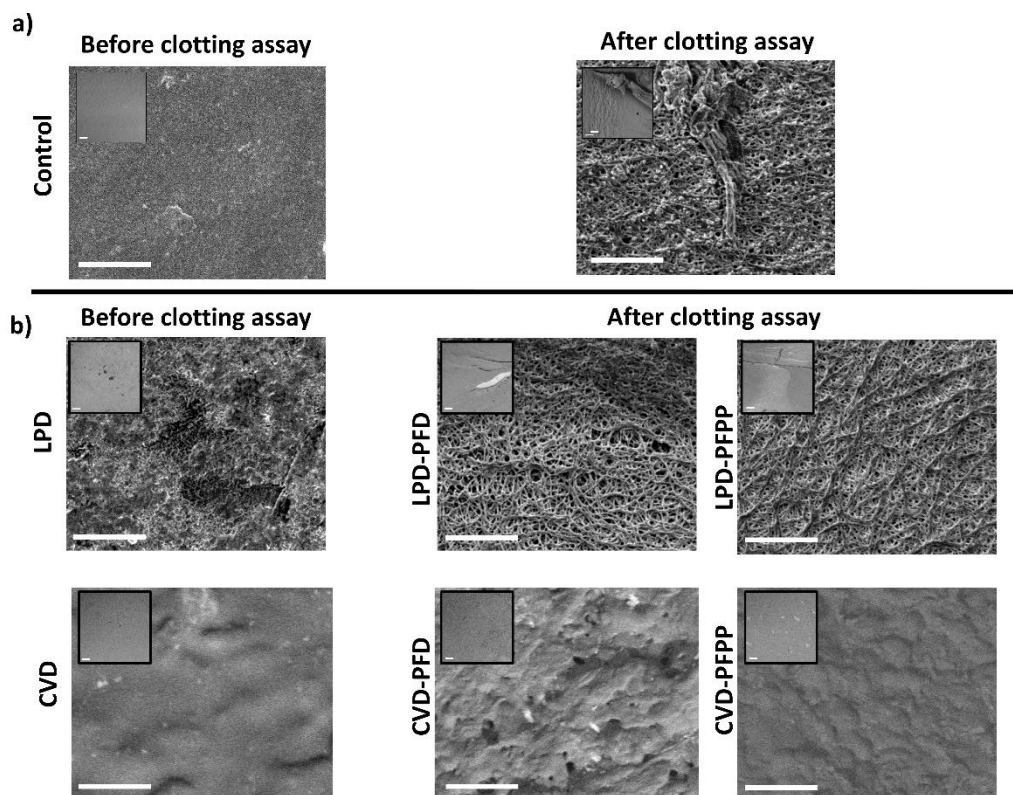 a)
Before clotting assay
After clotting assay
Control
b)
Before clotting assay
After clotting assay
LPD
LPD-PFD
LPD-PFPP
CVD
CVD-PFD
CVD-PFPP